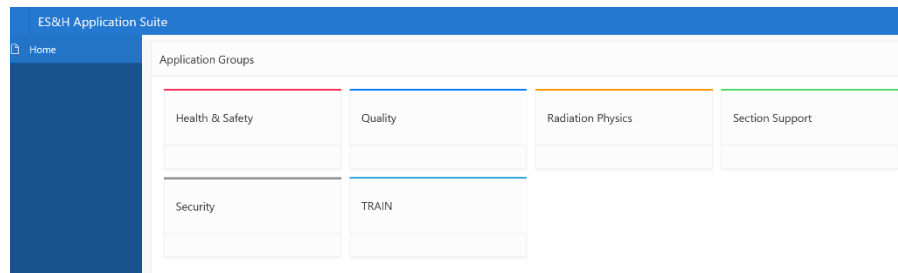 ES&H Application Suite
Home
Application Groups
Health & Safety
Quality
Radiation Physics
Section Support
Security
TRAIN